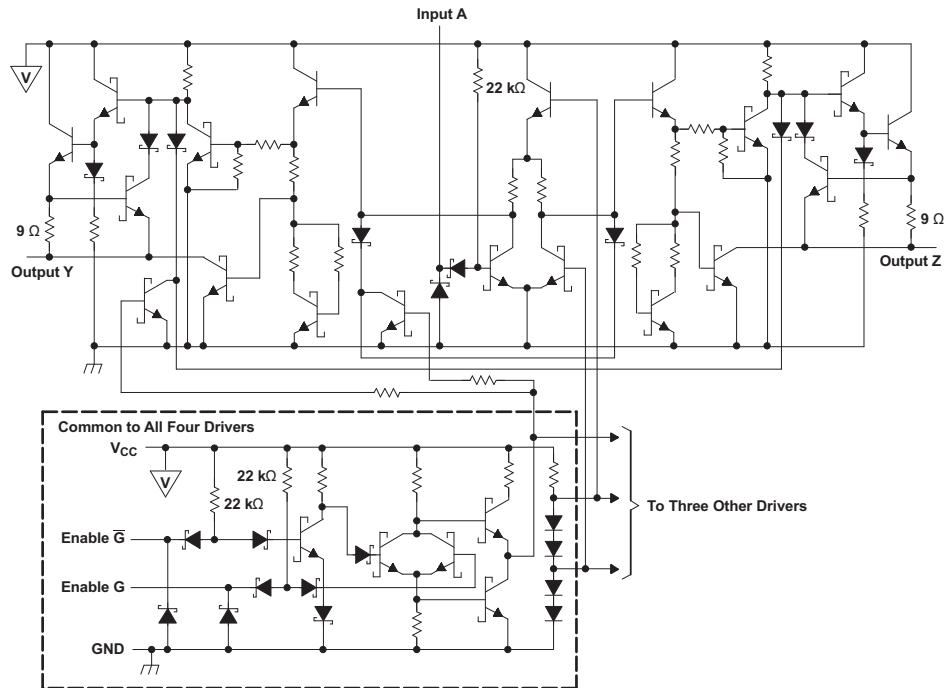 Input A
V
22 kΩ
9 Ω
9 Ω
Output Y
Output Z
Common to All Four Drivers
VCC
V
22 kΩ
22 kΩ
To Three Other Drivers
Enable G̅
Enable G
GND